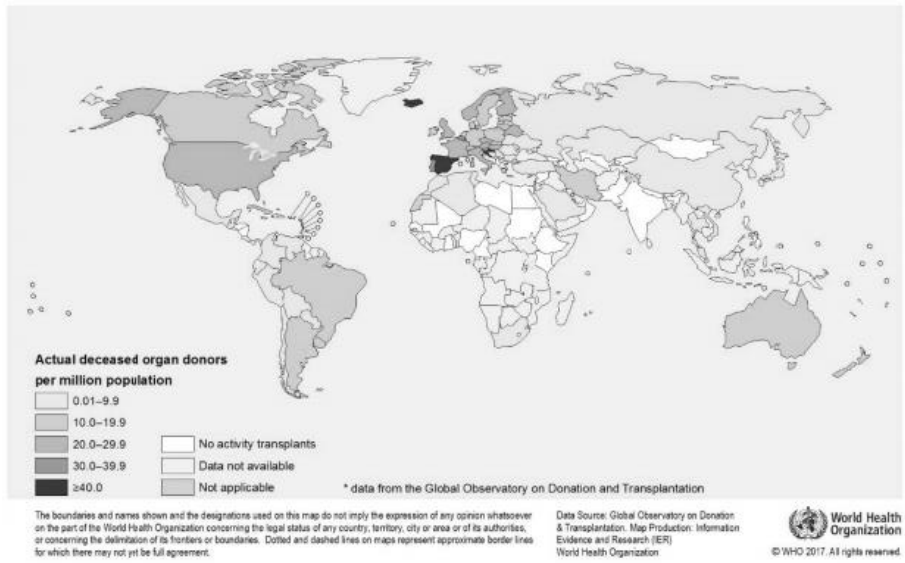 Actual deceased organ donors
per million population
0.01–9.9
10.0–19.9
20.0–29.9
30.0–39.9
≥40.0
No activity transplants
Data not available
Not applicable
* data from the Global Observatory on Donation and Transplantation
The boundaries and names shown and the designations used on this map do not imply the expression of any opinion whatsoever
on the part of the World Health Organization concerning the legal status of any country, territory, city or area or of its authorities,
or concerning the delimitation of its frontiers or boundaries. Dotted and dashed lines on maps represent approximate border lines
for which there may not yet be full agreement.
Data Source: Global Observatory on Donation
& Transplantation. Map Production: Information
Evidence and Research (IER)
World Health Organization
World Health
Organization
© WHO 2017. All rights reserved.